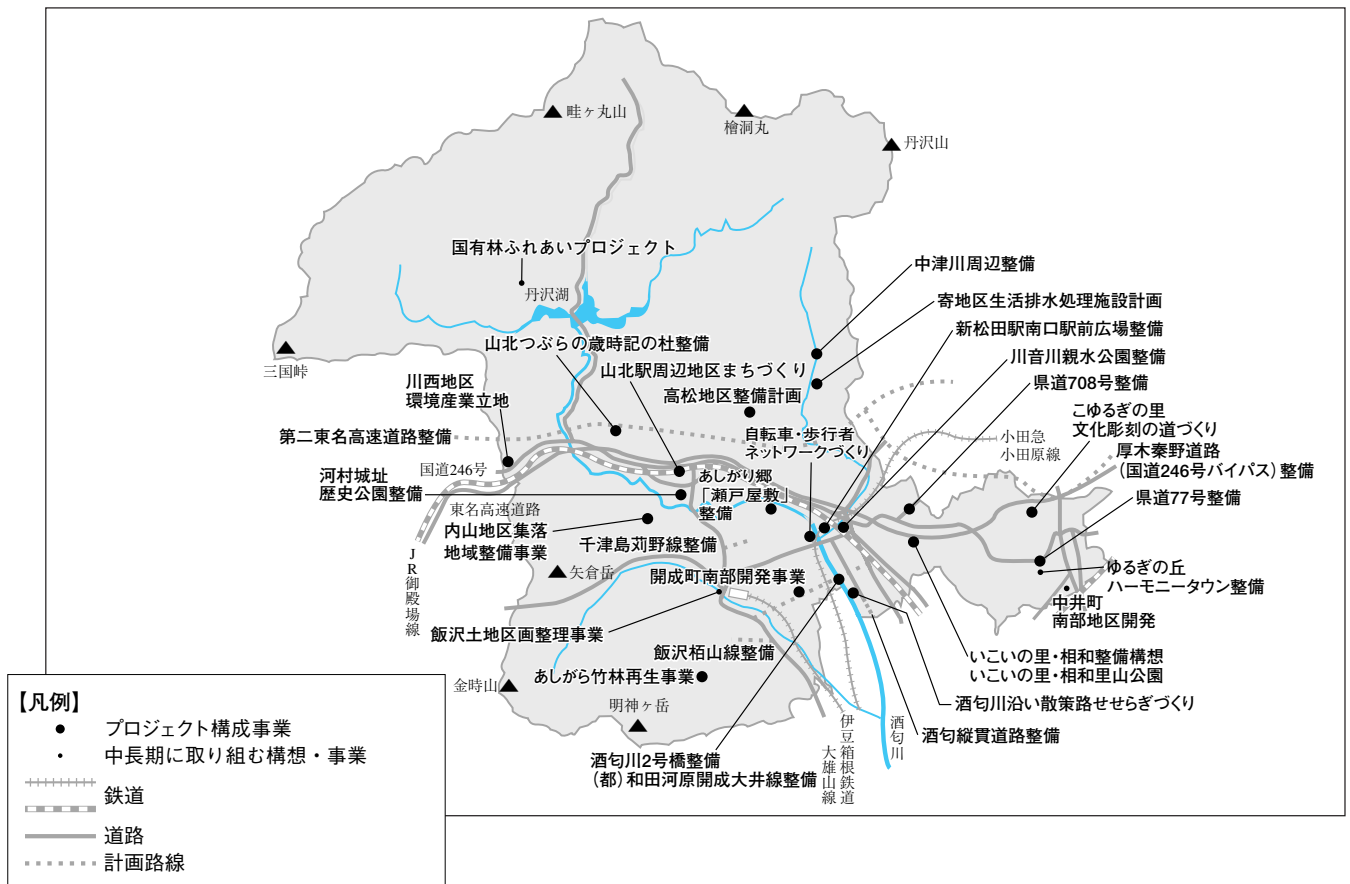 畦ヶ丸山
檜洞丸
丹沢山
国有林ふれあいプロジェクト
丹沢湖
中津川周辺整備
寄地区生活排水処理施設計画
新松田駅南口駅前広場整備
川音川親水公園整備
県道708号整備
三国峠
山北つぶらの歳時記の杜整備
山北駅周辺地区まちづくり
高松地区整備計画
川西地区
環境産業立地
こゆるぎの里
文化彫刻の道づくり
第二東名高速道路整備
自転車・歩行者
ネットワークづくり
小田急
小田原線
厚木秦野道路
(国道246号バイパス)整備
国道246号
河村城址
歴史公園整備
あしがり郷
「瀬戸屋敷」
整備
県道77号整備
東名高速道路
内山地区集落
地域整備事業
千津島苅野線整備
JR御殿場線
矢倉岳
開成町南部開発事業
ゆるぎの丘
ハーモニータウン整備
中井町
南部地区開発
飯沢土地区画整理事業
飯沢栢山線整備
いこいの里・相和整備構想
いこいの里・相和里山公園
あしがら竹林再生事業
金時山
明神ヶ岳
酒匂川沿い散策路せせらぎづくり
酒匂縦貫道路整備
酒匂川
伊豆箱根鉄道
大雄山線
酒匂川2号橋整備
(都)和田河原開成大井線整備
【凡例】
プロジェクト構成事業
中長期に取り組む構想・事業
鉄道
道路
計画路線